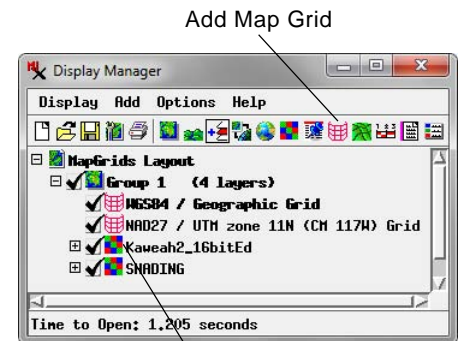 Add Map Grid
Display Manager
Display Add Options Help
MapGrids Layout
Group 1 (4 layers)
WGS84 / Geographic Grid
NAD27 / UTM zone 11N (CM 117W) Grid
Kaweah2_16bitEd
SHADING
Time to Open: 1.205 seconds